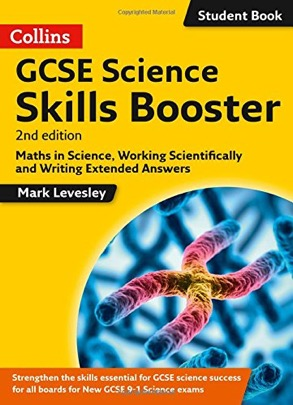 Student Book
Collins
GCSE Science
Skills Booster
2nd edition
Maths in Science, Working Scientifically
and Writing Extended Answers
Mark Levesley
Strengthen the skills essential for GCSE science success
for all boards for New GCSE 9-1 Science exams